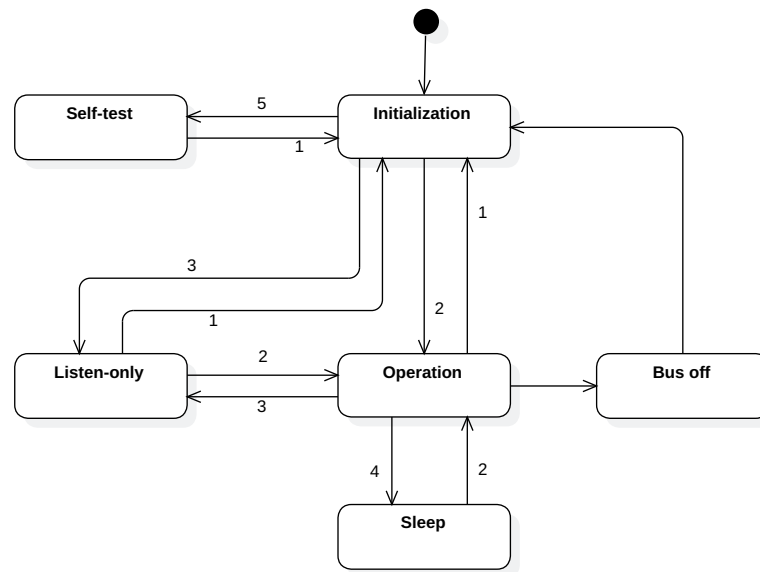 5
Self-test
Initialization
1
1
3
2
1
2
Listen-only
Operation
Bus off
3
4
2
Sleep